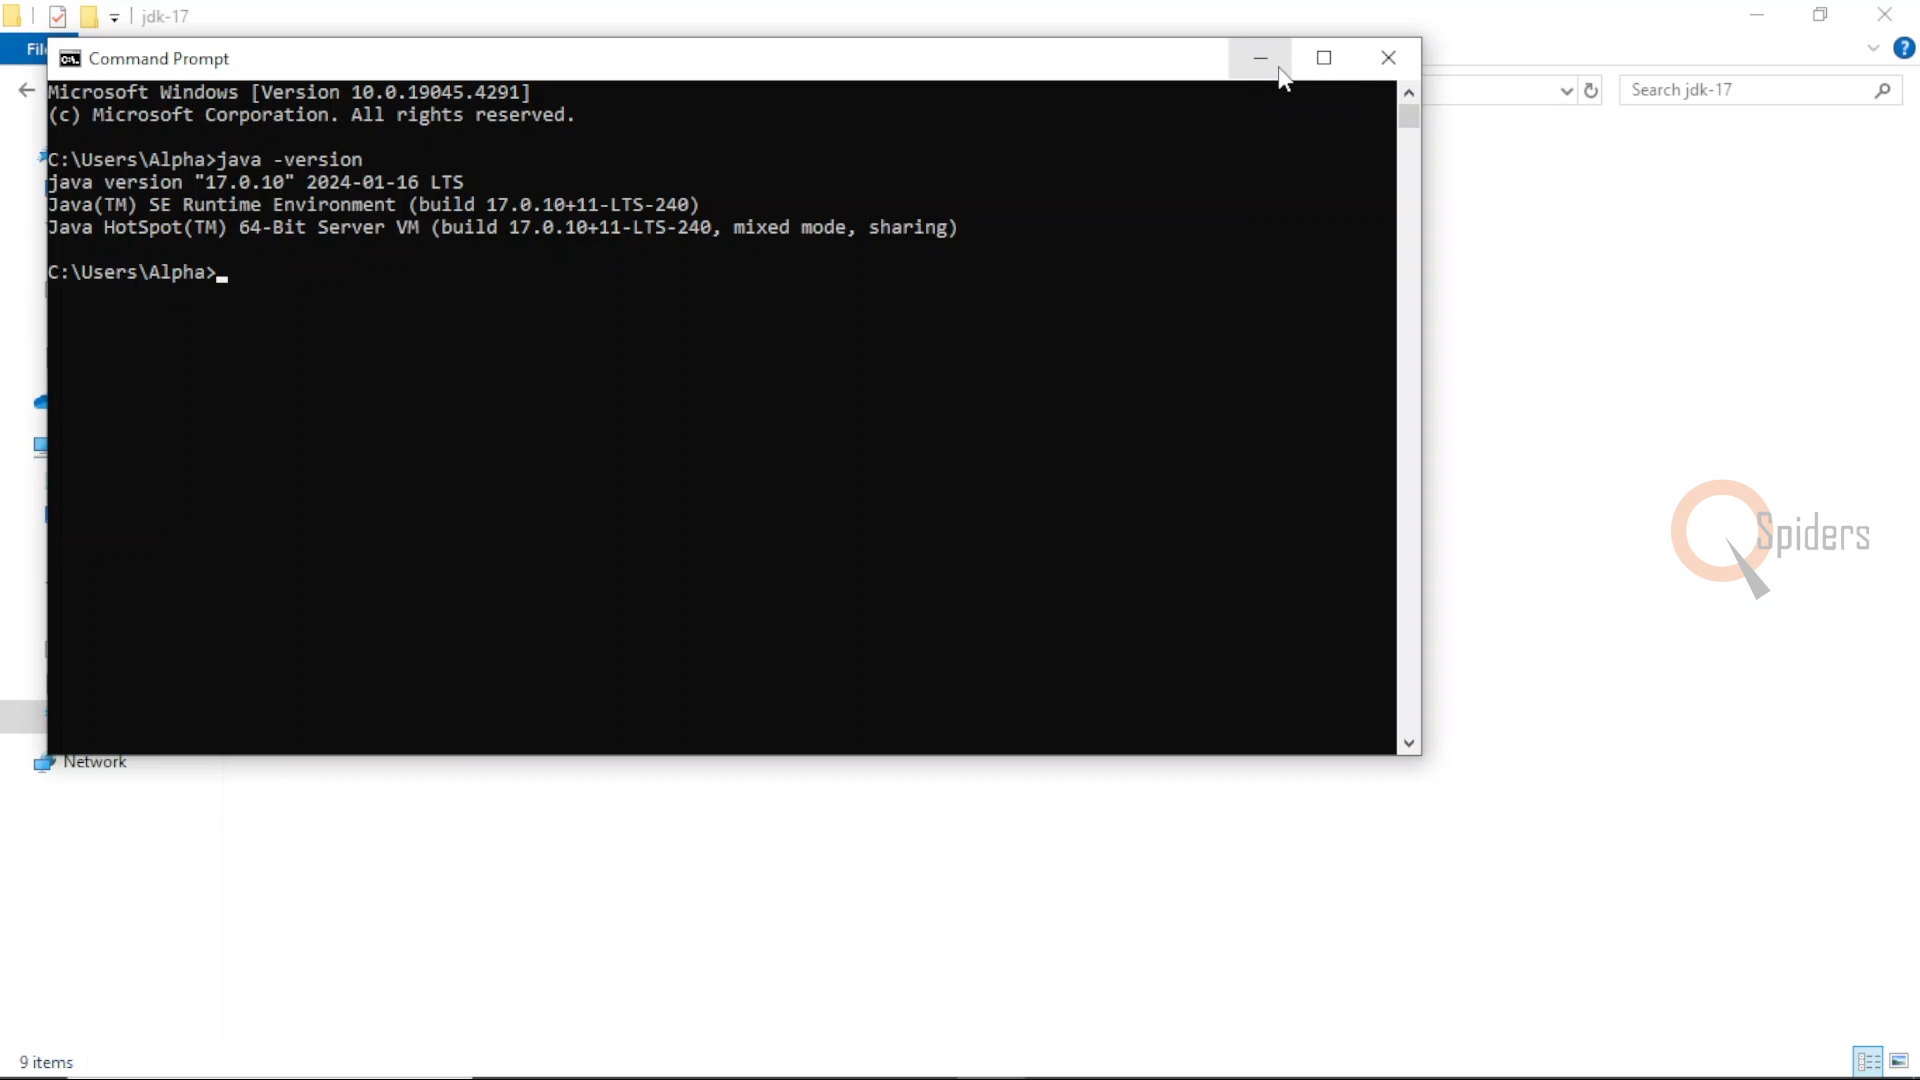 jdk-17
Command Prompt
Search jdk-17
Microsoft Windows [Version 10.0.19045.4291]
(c) Microsoft Corporation. All rights reserved.
C:\Users\Alpha>java -version
java version "17.0.10" 2024-01-16 LTS
Java(TM) SE Runtime Environment (build 17.0.10+11-LTS-240)
Java HotSpot(TM) 64-Bit Server VM (build 17.0.10+11-LTS-240, mixed mode, sharing)
C:\Users\Alpha>
QSpiders
Network
9 items